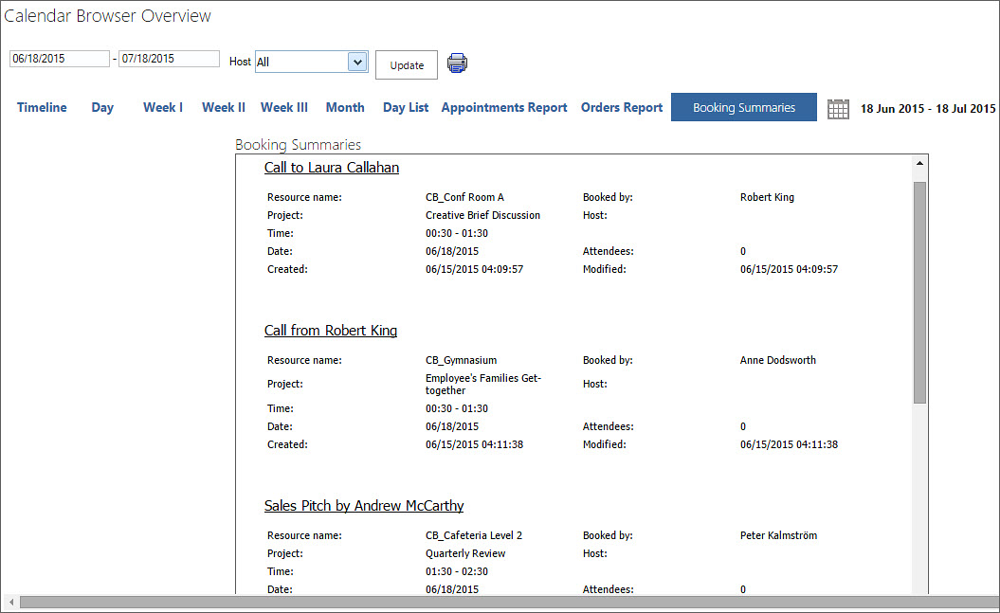 Calendar Browser Overview
06/18/2015 - 07/18/2015 Host All Update
Timeline Day Week I Week II Week III Month Day List Appointments Report Orders Report Booking Summaries 18 Jun 2015 - 18 Jul 2015
Booking Summaries
Call to Laura Callahan
Resource name: CB_Conf Room A Booked by: Robert King
Project: Creative Brief Discussion Host:
Time: 00:30 - 01:30
Date: 06/18/2015 Attendees: 0
Created: 06/15/2015 04:09:57 Modified: 06/15/2015 04:09:57
Call from Robert King
Resource name: CB_Gymnasium Booked by: Anne Dodsworth
Project: Employee's Families Get- Host:
together
Time: 00:30 - 01:30
Date: 06/18/2015 Attendees: 0
Created: 06/15/2015 04:11:38 Modified: 06/15/2015 04:11:38
Sales Pitch by Andrew McCarthy
Resource name: CB_Cafeteria Level 2 Booked by: Peter Kalmström
Project: Quarterly Review Host:
Time: 01:30 - 02:30
Date: 06/18/2015 Attendees: 0